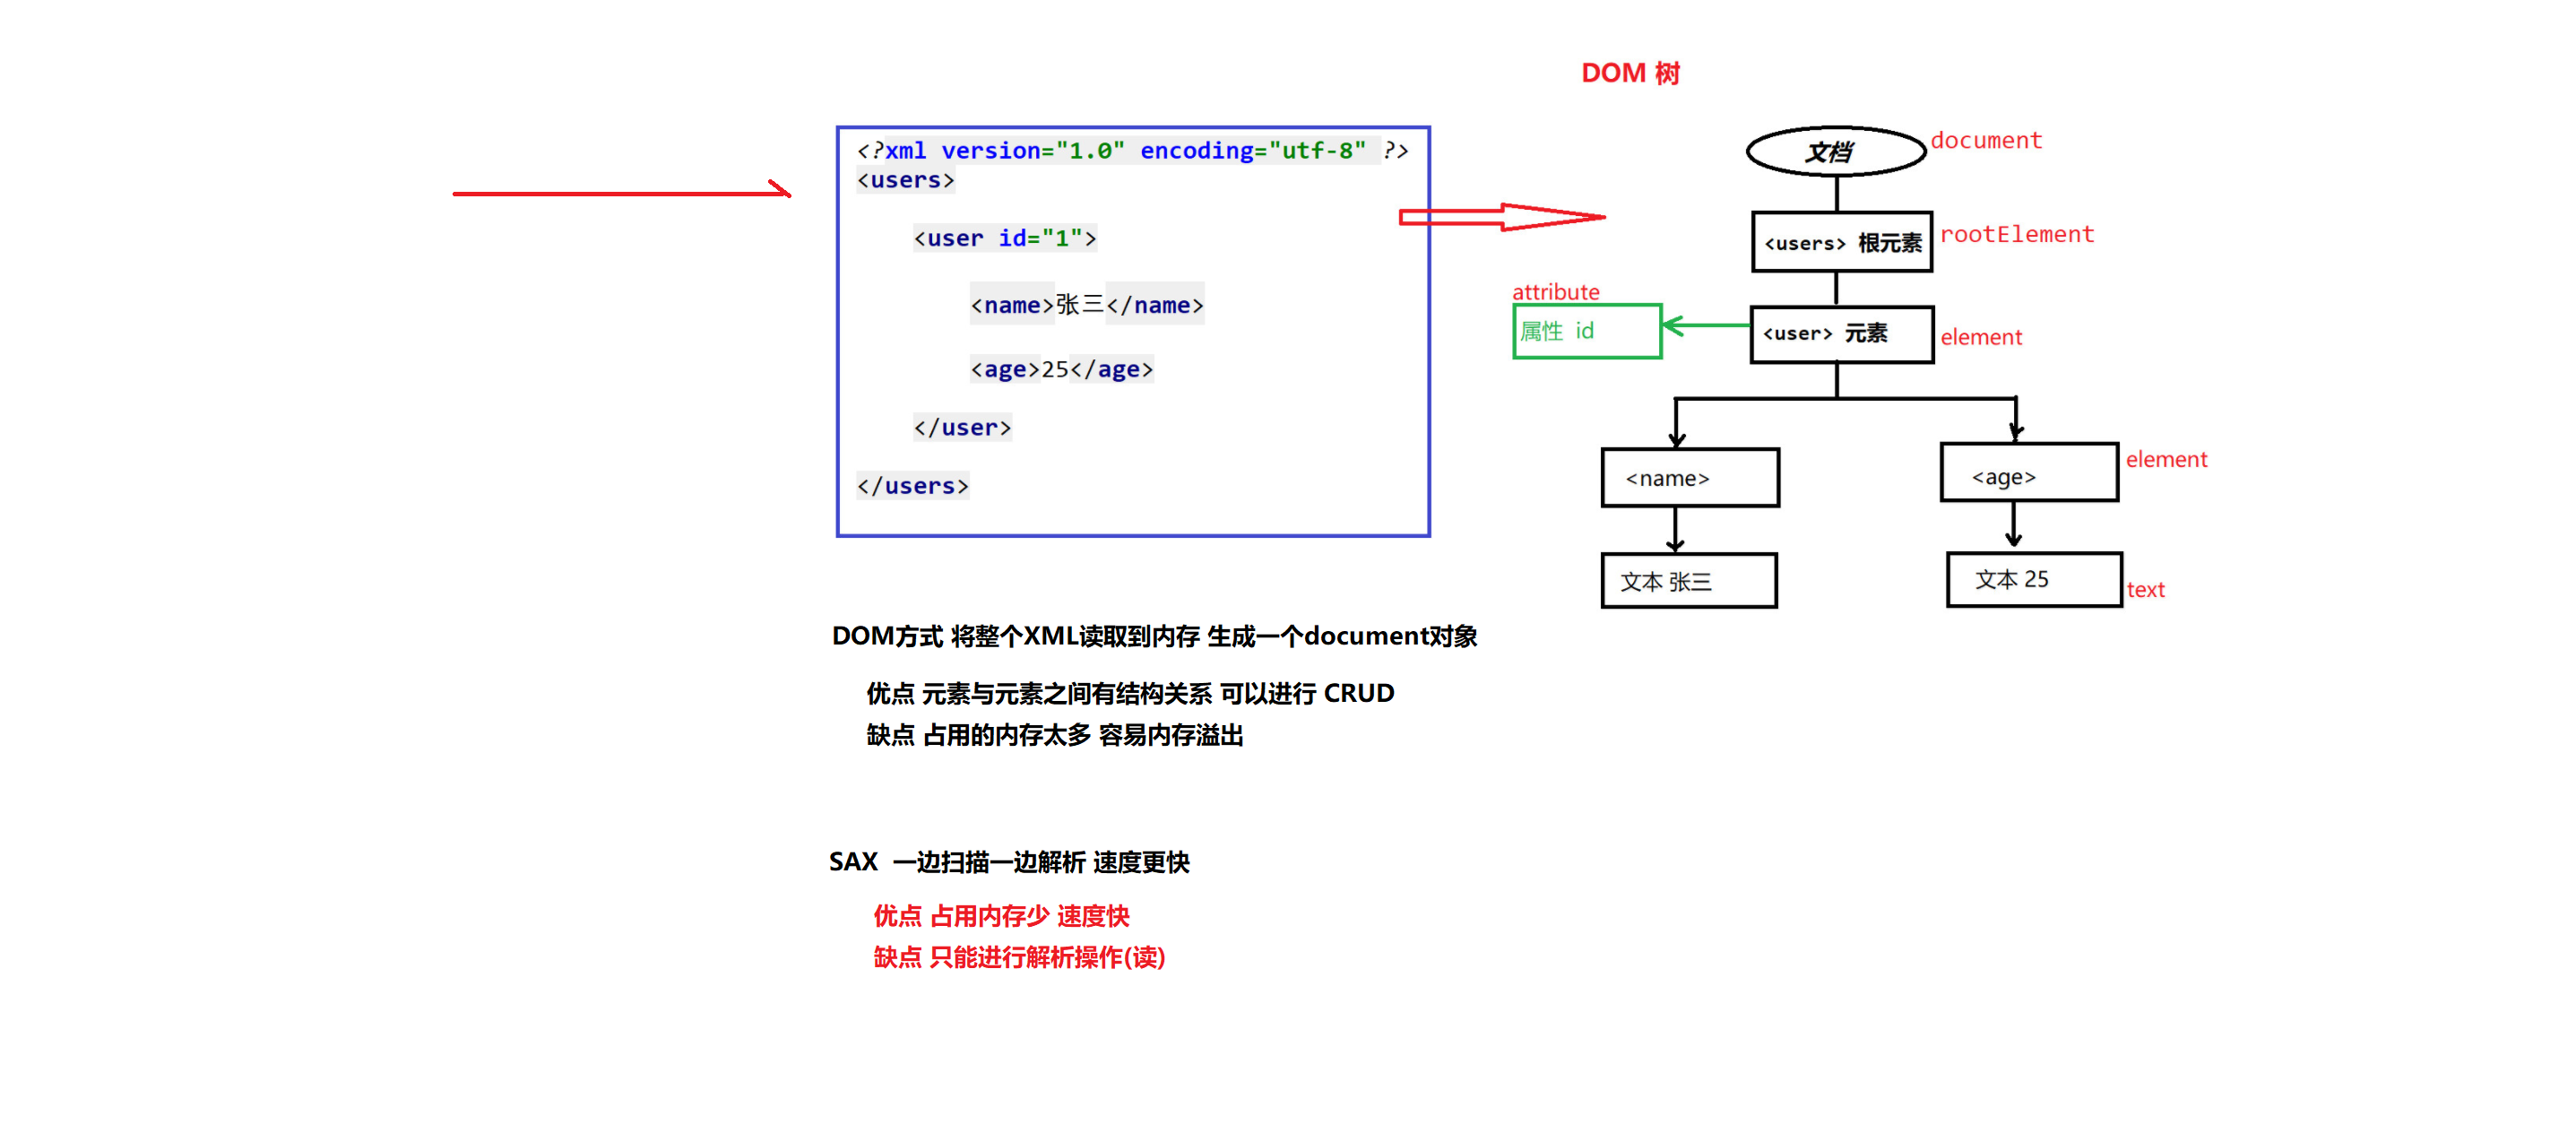 <?xml version="1.0" encoding="utf-8" ?>
<users>
<user id="1">
<name>张三</name>
<age>25</age>
</user>
</users>
DOM 树
文档 document
<users> 根元素 rootElement
attribute
属性 id
<user> 元素 element
<name>
<age> element
文本 张三
文本 25 text
DOM方式 将整个XML读取到内存 生成一个document对象
优点 元素与元素之间有结构关系 可以进行 CRUD
缺点 占用的内存太多 容易内存溢出
SAX 一边扫描一边解析 速度更快
优点 占用内存少 速度快
缺点 只能进行解析操作(读)